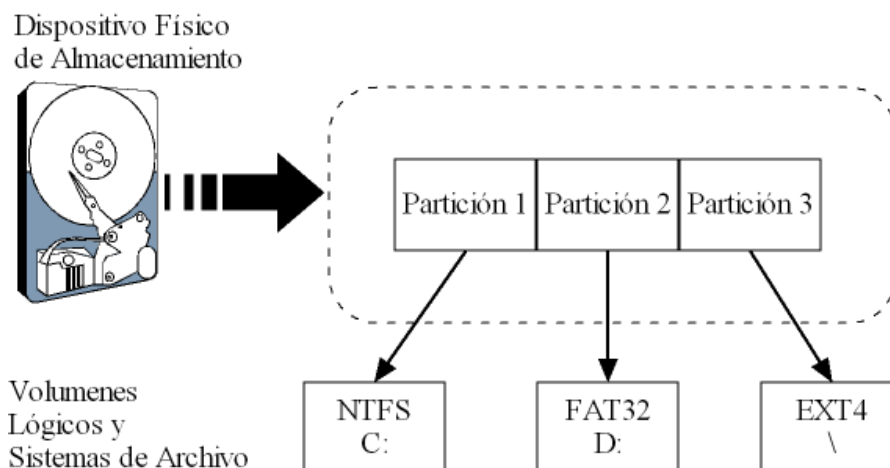 Dispositivo Físico
de Almacenamiento
Partición 1
Partición 2
Partición 3
Volumenes
Lógicos y
Sistemas de Archivo
NTFS
C:
FAT32
D:
EXT4
\